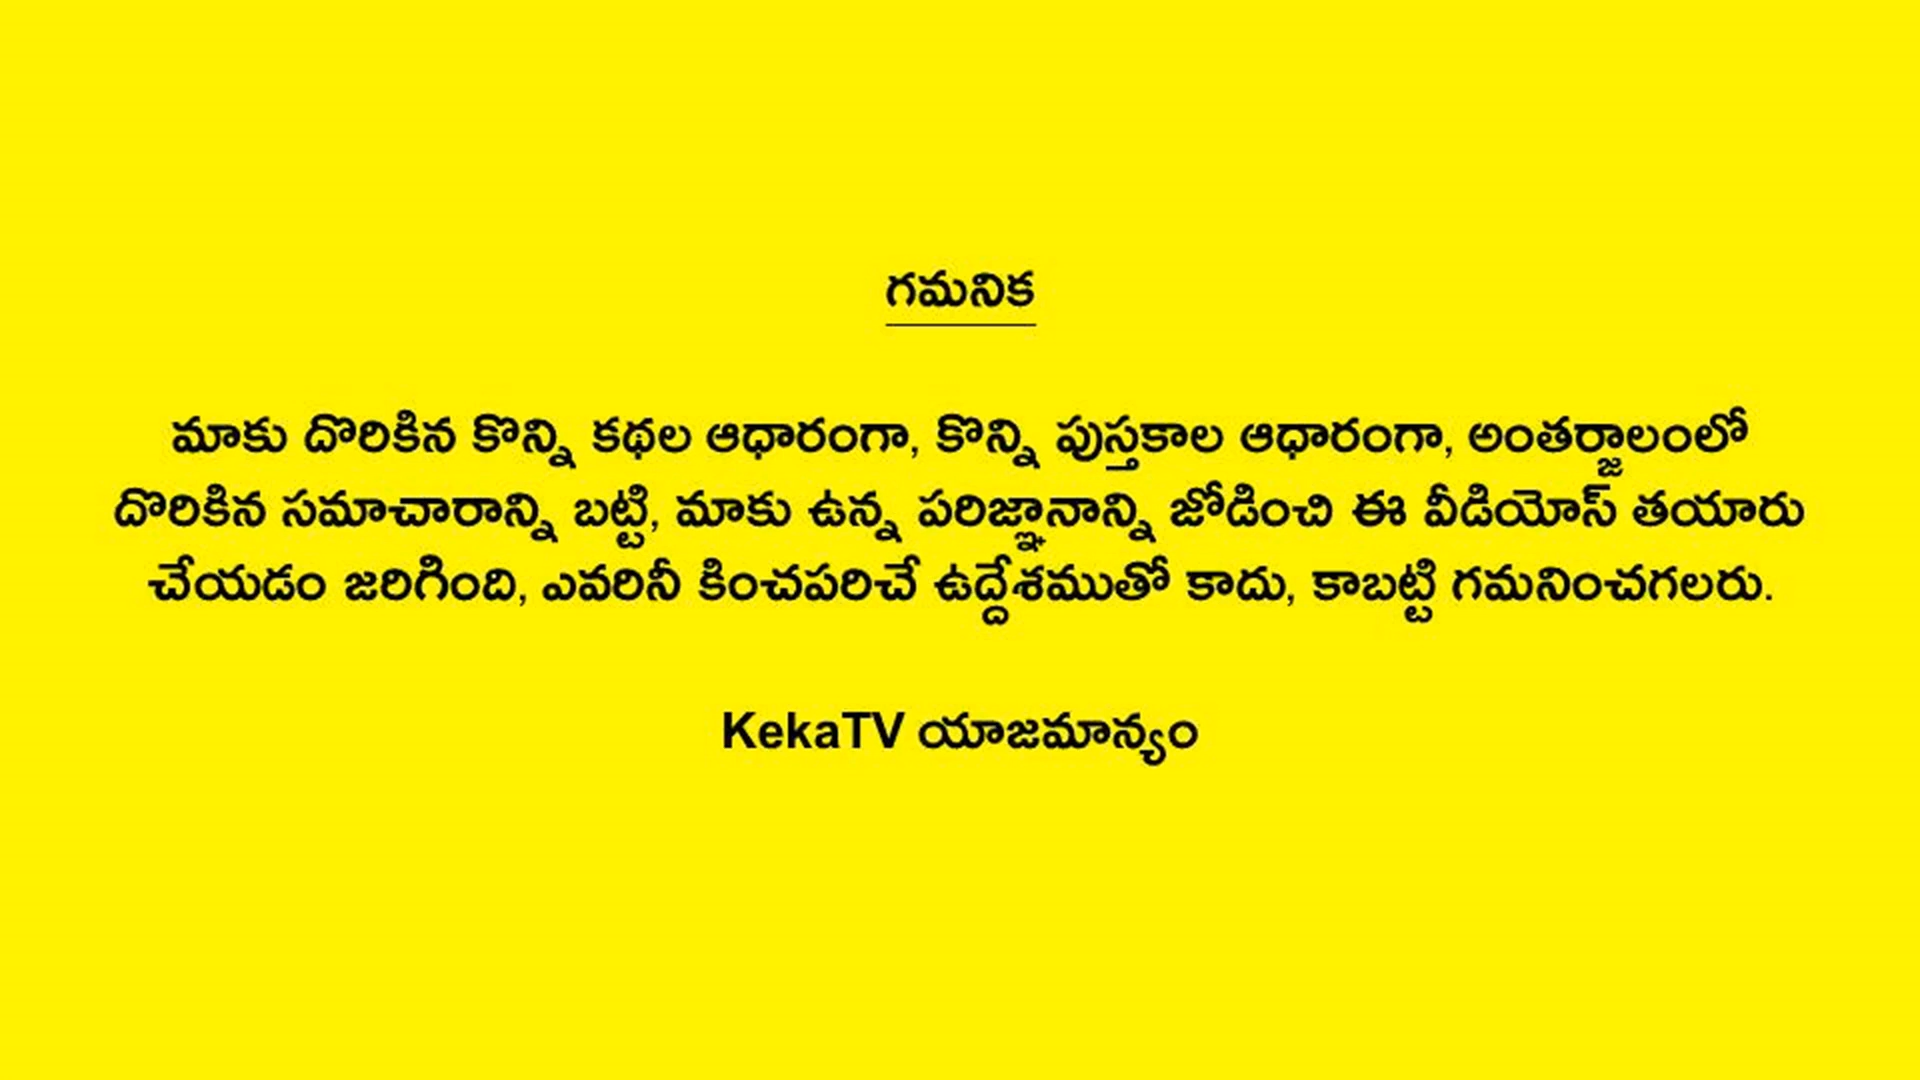 గమనిక
మాకు దొరికిన కొన్ని కథల ఆధారంగా, కొన్ని పుస్తకాల ఆధారంగా, అంతర్జాలంలో
దొరికిన సమాచారాన్ని బట్టి, మాకు ఉన్న పరిజ్ఞానాన్ని జోడించి ఈ వీడియోస్ తయారు
చేయడం జరిగింది, ఎవరినీ కించపరిచే ఉద్దేశముతో కాదు, కాబట్టి గమనించగలరు.
KekaTV యాజమాన్యం